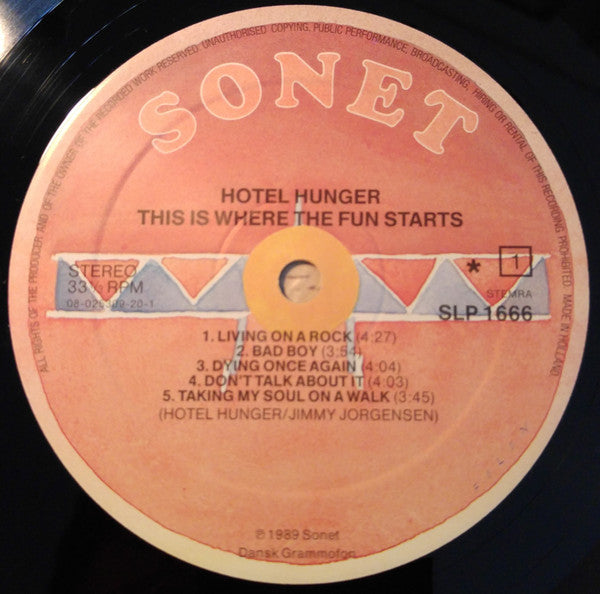 ALL RIGHTS OF THE PRODUCER AND OF THE OWNER OF THE RECORDED WORK RESERVED. UNAUTHORISED COPYING, PUBLIC PERFORMANCE, BROADCASTING, HIRING OR RENTAL OF THIS RECORD PROHIBITED. MADE IN HOLLAND
SONET
HOTEL HUNGER
THIS IS WHERE THE FUN STARTS
STEREO
33⅓ RPM
* 1
STEMRA
SLP 1666
1. LIVING ON A ROCK (4:27)
2. BAD BOY (3:54)
3. DYING ONCE AGAIN (4:04)
4. DON'T TALK ABOUT IT (4:03)
5. TAKING MY SOUL ON A WALK (3:45)
(HOTEL HUNGER/JIMMY JORGENSEN)
℗ 1989 Sonet
Dansk Grammofon